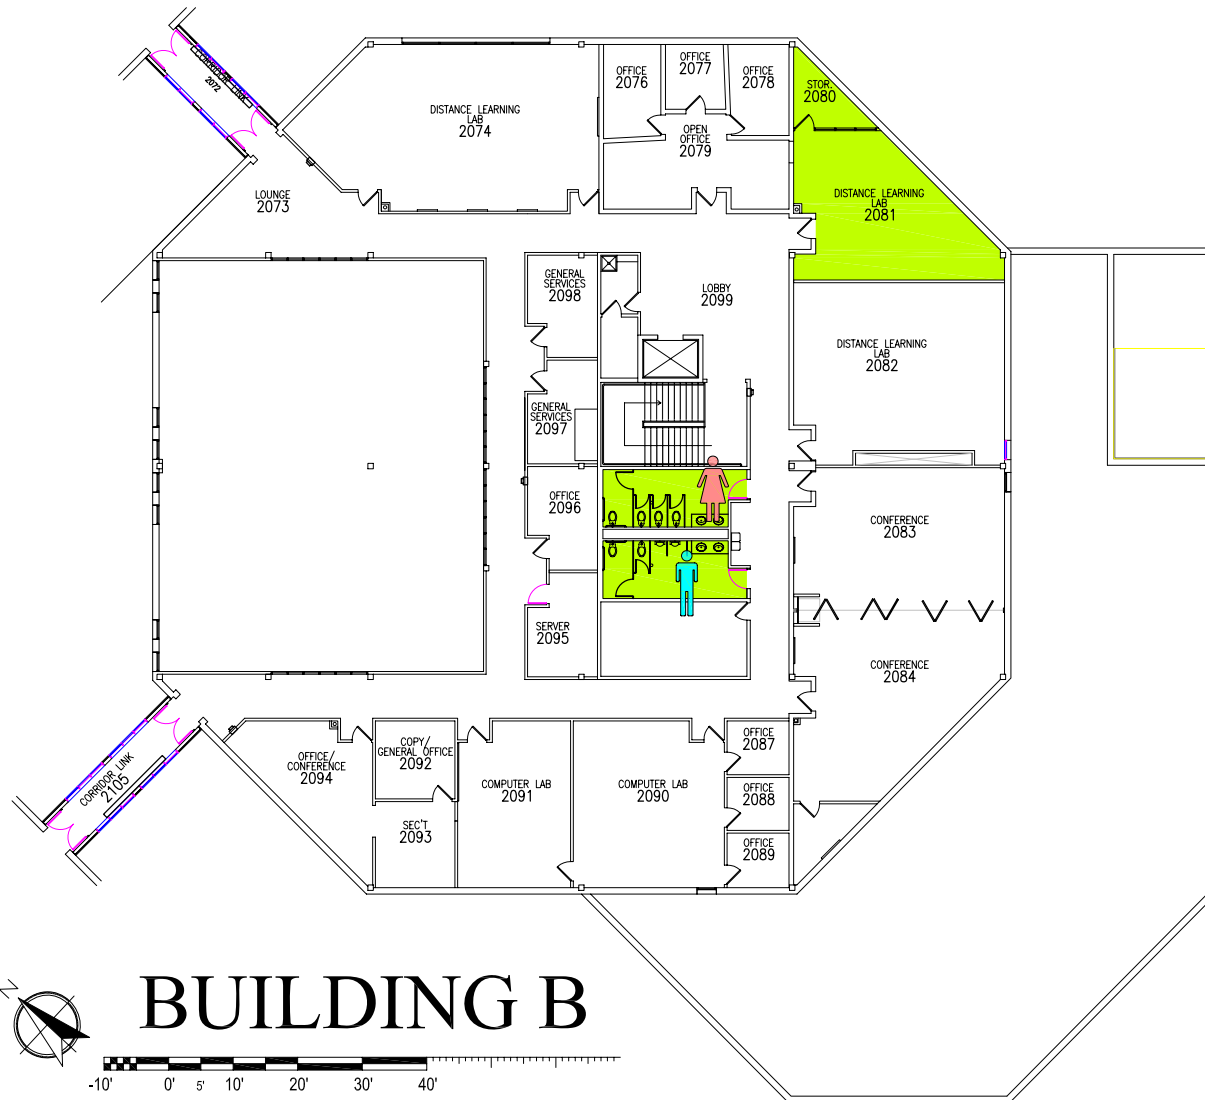 CORRIDOR LINK
2072
DISTANCE LEARNING
LAB
2074
OFFICE
2076
OFFICE
2077
OFFICE
2078
OPEN
OFFICE
2079
STOR.
2080
DISTANCE LEARNING
LAB
2081
LOUNGE
2073
GENERAL
SERVICES
2098
LOBBY
2099
DISTANCE LEARNING
LAB
2082
GENERAL
SERVICES
2097
OFFICE
2096
CONFERENCE
2083
SERVER
2095
CONFERENCE
2084
CORRIDOR LINK
2105
OFFICE/
CONFERENCE
2094
COPY/
GENERAL OFFICE
2092
SEC'T
2093
COMPUTER LAB
2091
COMPUTER LAB
2090
OFFICE
2087
OFFICE
2088
OFFICE
2089
N
BUILDING B
-10' 0' 5' 10' 20' 30' 40'